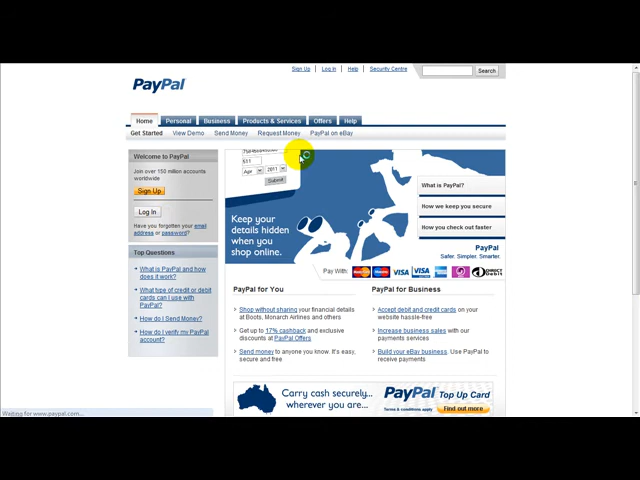 Sign Up | Log In | Help | Security Centre
Search
PayPal
Home Personal Business Products & Services Offers Help
Get Started View Demo Send Money Request Money PayPal on eBay
Welcome to PayPal
Join over 150 million accounts
worldwide
Sign Up
Log In
Have you forgotten your email
address or password?
Top Questions
What is PayPal and how
does it work?
What type of credit or debit
cards can I use with
PayPal?
How do I Send Money?
How do I verify my PayPal
account?
511
Apr 2011
Submit
Keep your
details hidden
when you
shop online.
What is PayPal?
How we keep you secure
How you check out faster
PayPal
Safer. Simpler. Smarter.
Pay With:
VISA
VISA
DIRECT
Debit
PayPal for You
Shop without sharing your financial
details at Boots, Monarch Airlines and
others
Get up to 17% cashback and exclusive
discounts at PayPal Offers
Send money to anyone you know. It's easy,
secure and free
PayPal for Business
Accept debit and credit cards on your
website hassle-free
Increase business sales with our
payments services
Build your eBay business. Use PayPal to
receive payments
Carry cash securely...
wherever you are...
PayPal Top Up Card
Terms & conditions apply Find out more
Waiting for www.paypal.com...